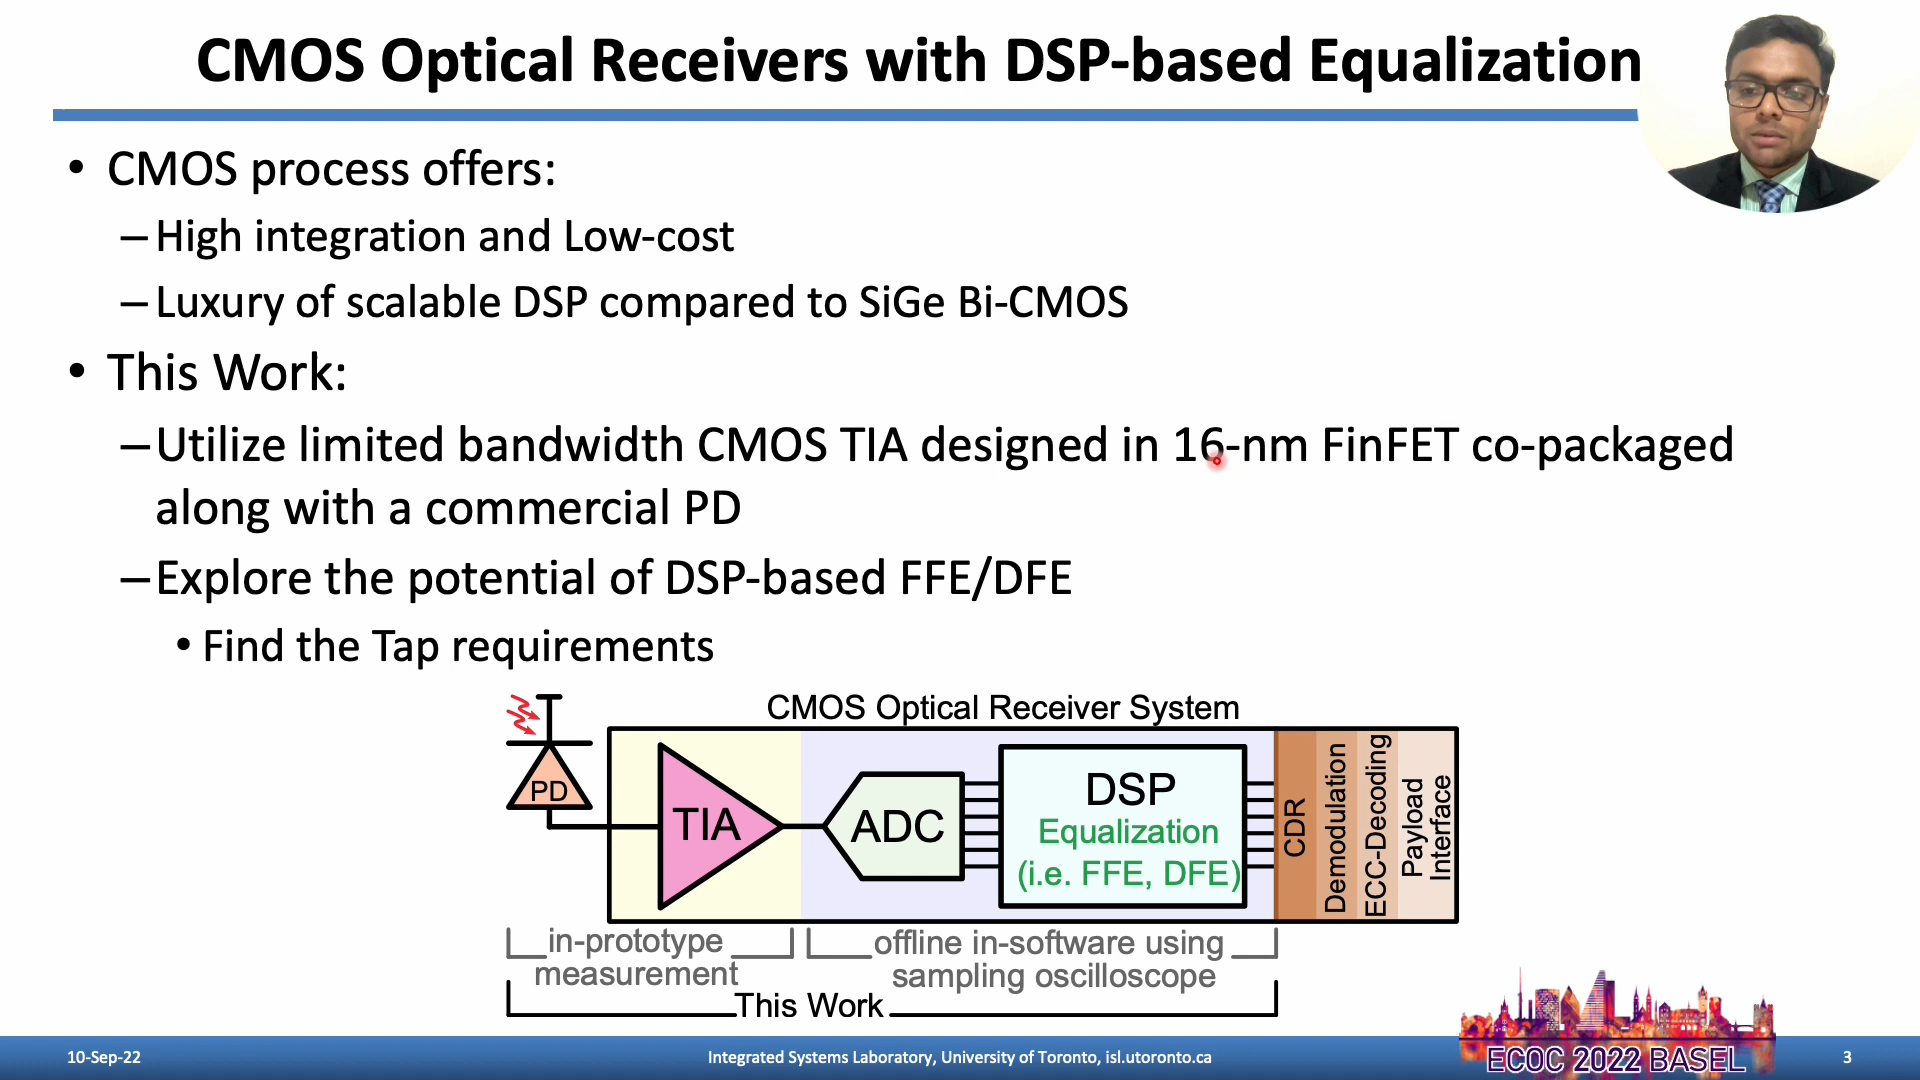 CMOS Optical Receivers with DSP-based Equalization
• CMOS process offers:
– High integration and Low-cost
– Luxury of scalable DSP compared to SiGe Bi-CMOS
• This Work:
– Utilize limited bandwidth CMOS TIA designed in 16-nm FinFET co-packaged
along with a commercial PD
– Explore the potential of DSP-based FFE/DFE
• Find the Tap requirements
CMOS Optical Receiver System
PD
TIA
ADC
DSP
Equalization
(i.e. FFE, DFE)
CDR
Demodulation
ECC-Decoding
Payload
Interface
in-prototype
measurement
offline in-software using
sampling oscilloscope
This Work
10-Sep-22
Integrated Systems Laboratory, University of Toronto, isl.utoronto.ca
ECOC 2022 BASEL
3